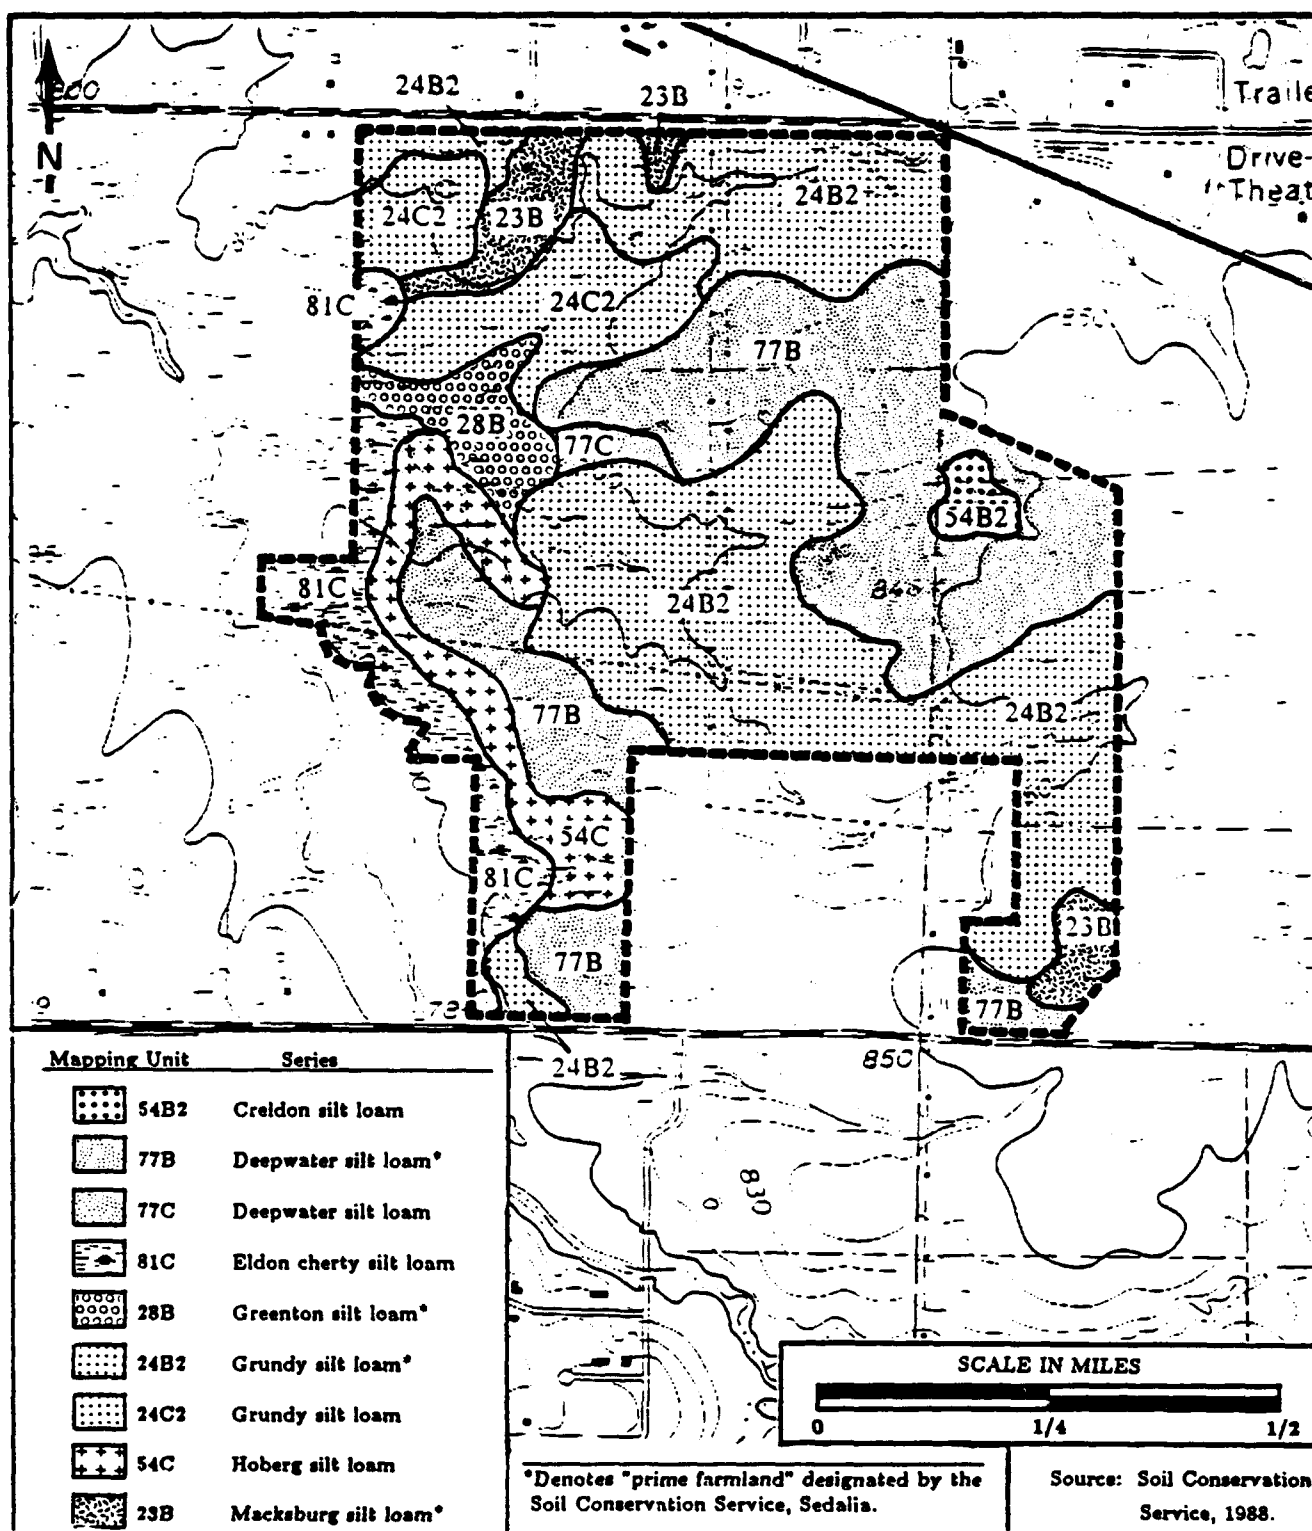 24B2
23B
800
Traile
N
Drive-
Theat
24C2
23B
24B2
81C
24C2
850
77B
28B
77C
54B2
81C
24B2
840
77B
24B2
54C
81C
77B
23B
77B
24B2
850
830
Mapping Unit Series
54B2 Creldon silt loam
77B Deepwater silt loam*
77C Deepwater silt loam
81C Eldon cherty silt loam
28B Greenton silt loam*
24B2 Grundy silt loam*
24C2 Grundy silt loam
54C Hoberg silt loam
23B Macksburg silt loam*
SCALE IN MILES
0 1/4 1/2
*Denotes "prime farmland" designated by the
Soil Conservation Service, Sedalia.
Source: Soil Conservation
Service, 1988.